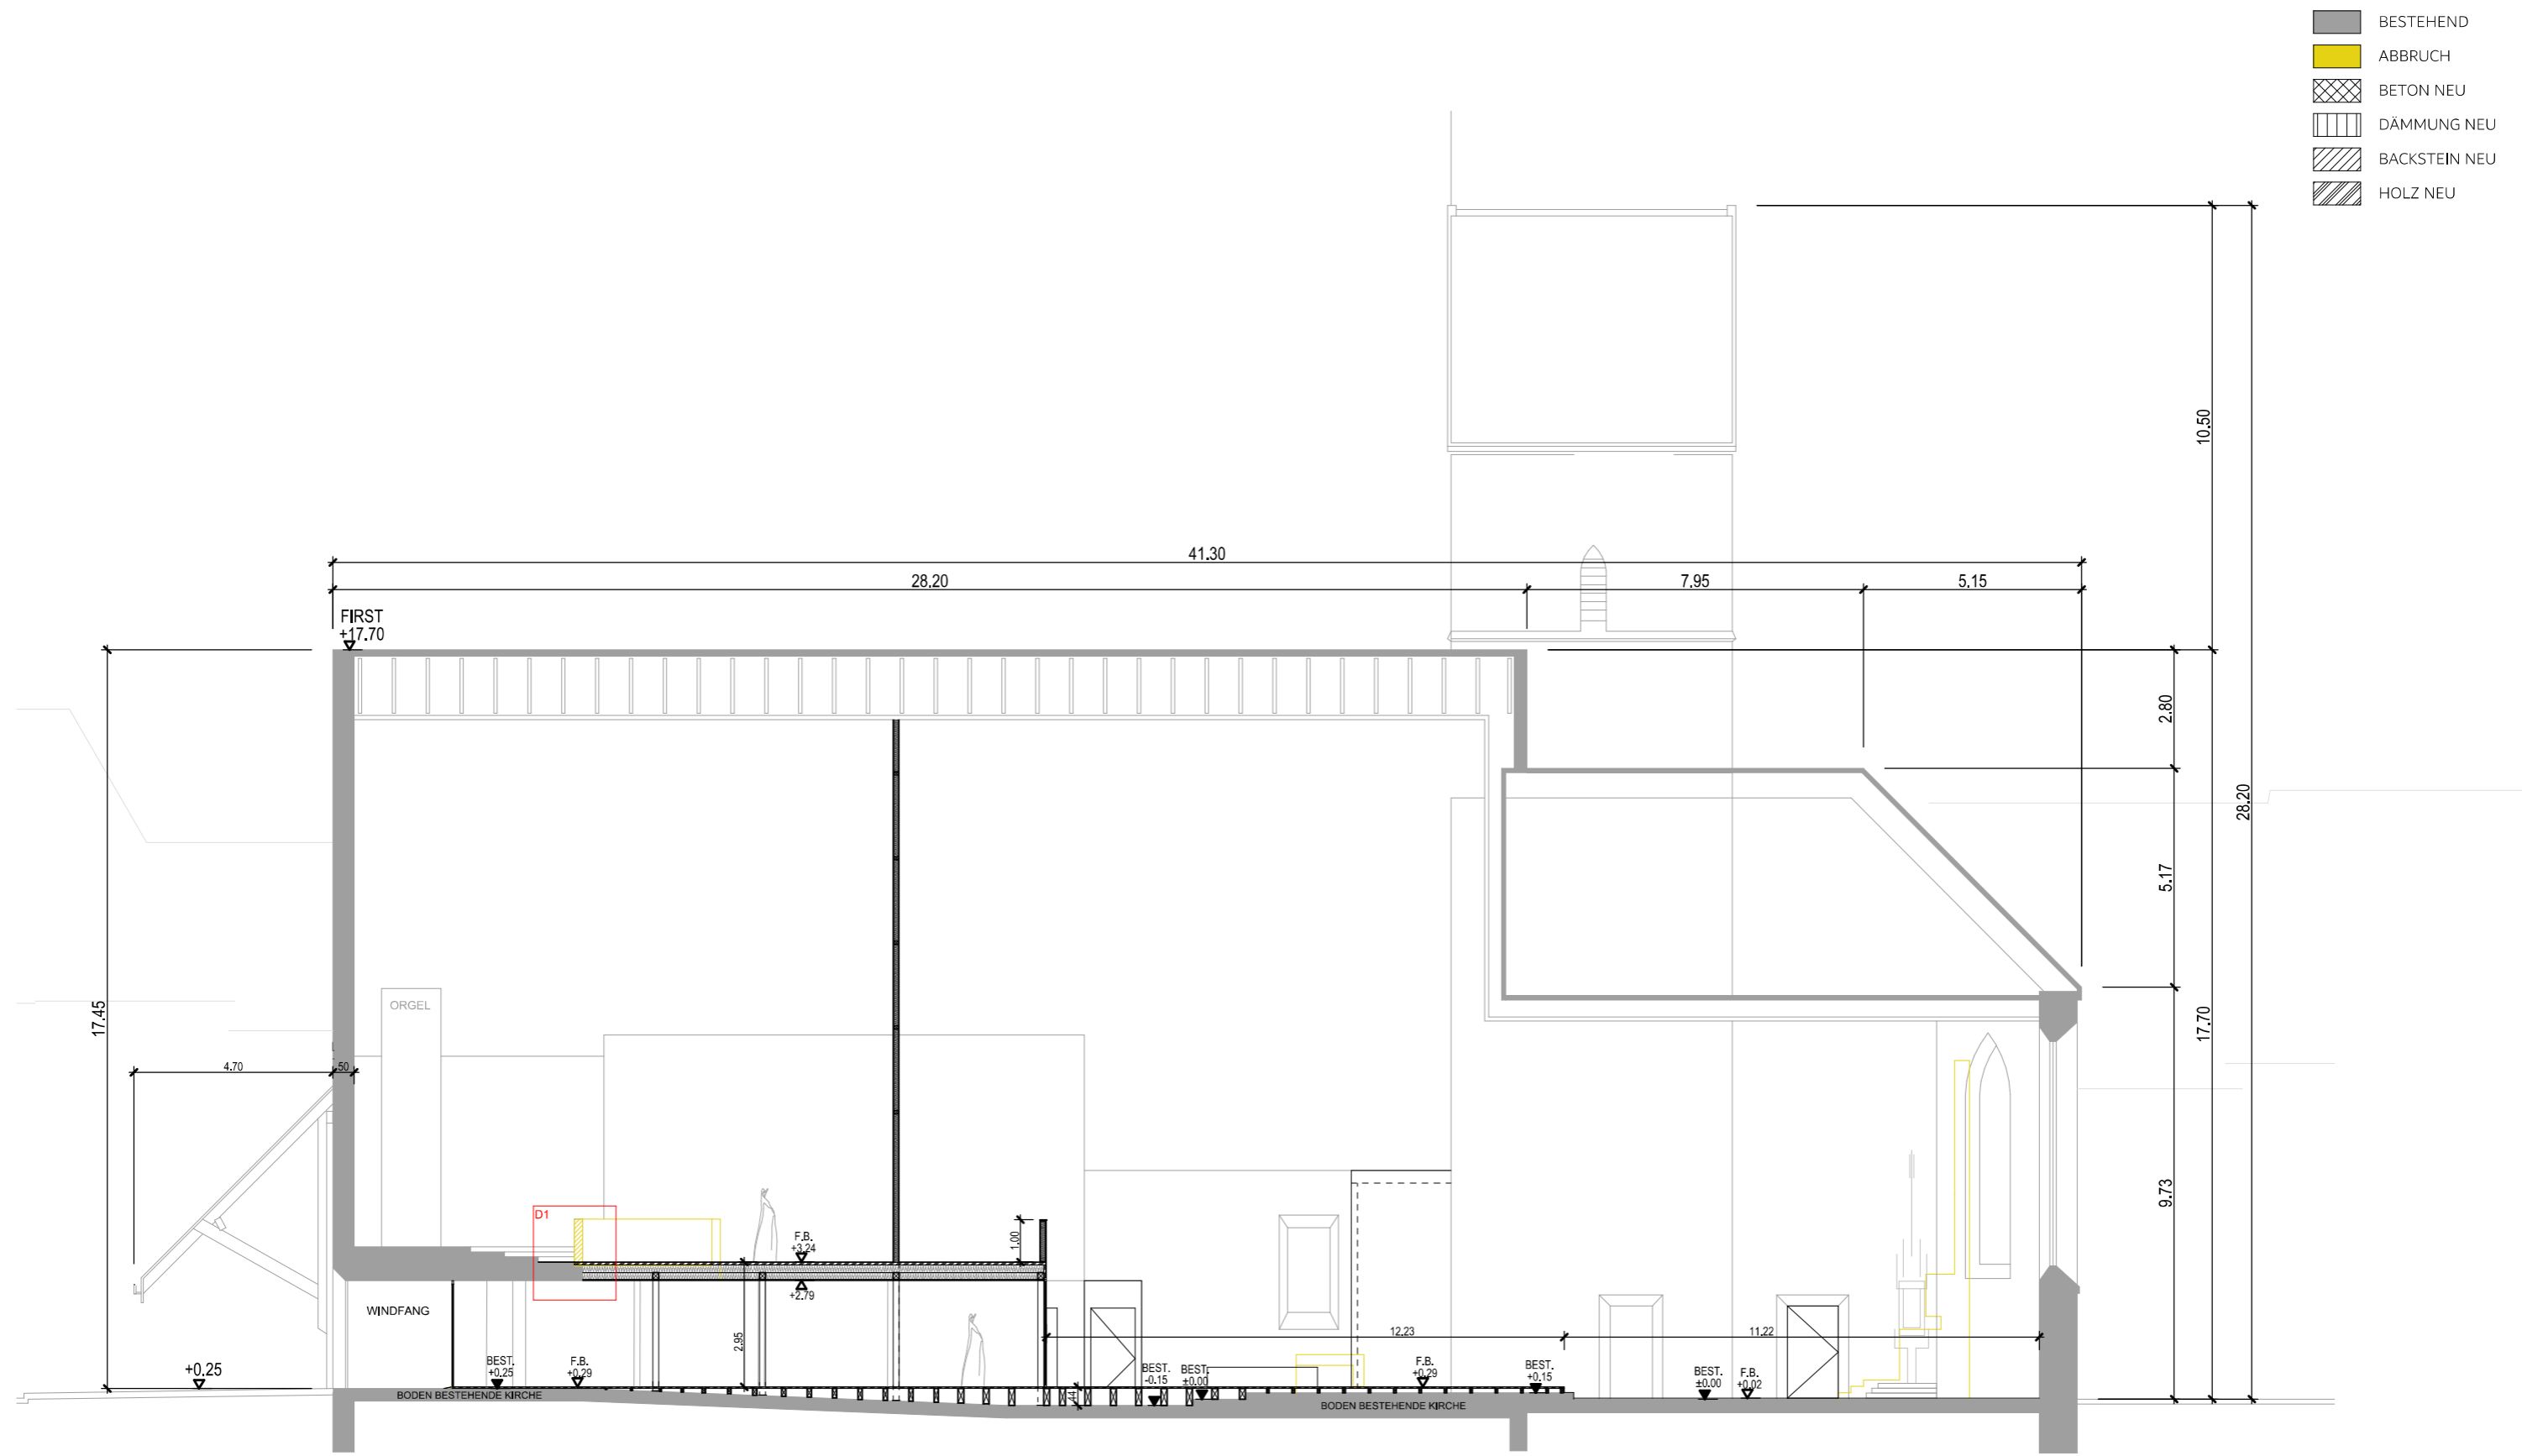 BESTEHEND
ABBRUCH
BETON NEU
DÄMMUNG NEU
BACKSTEIN NEU
HOLZ NEU
10.50
41.30
28.20
7.95
5.15
FIRST
+17.70
2.80
28.20
5.17
17.45
ORGEL
17.70
4.70
.50
9.73
D1
F.B.
+3.24
1.00
+2.79
WINDFANG
2.95
12.23
11.22
+0.25
BEST.
+0.25
F.B.
+0.29
BEST.
-0.15
BEST.
±0.00
F.B.
+0.29
BEST.
+0.15
BEST.
±0.00
F.B.
+0.02
.44
BODEN BESTEHENDE KIRCHE
BODEN BESTEHENDE KIRCHE